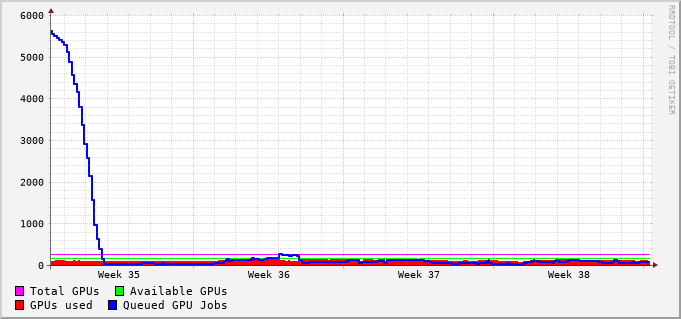 6000
5000
4000
3000
2000
1000
0
Week 35 Week 36 Week 37 Week 38
Total GPUs Available GPUs
GPUs used Queued GPU Jobs
RRDTOOL / TOBI OETIKER